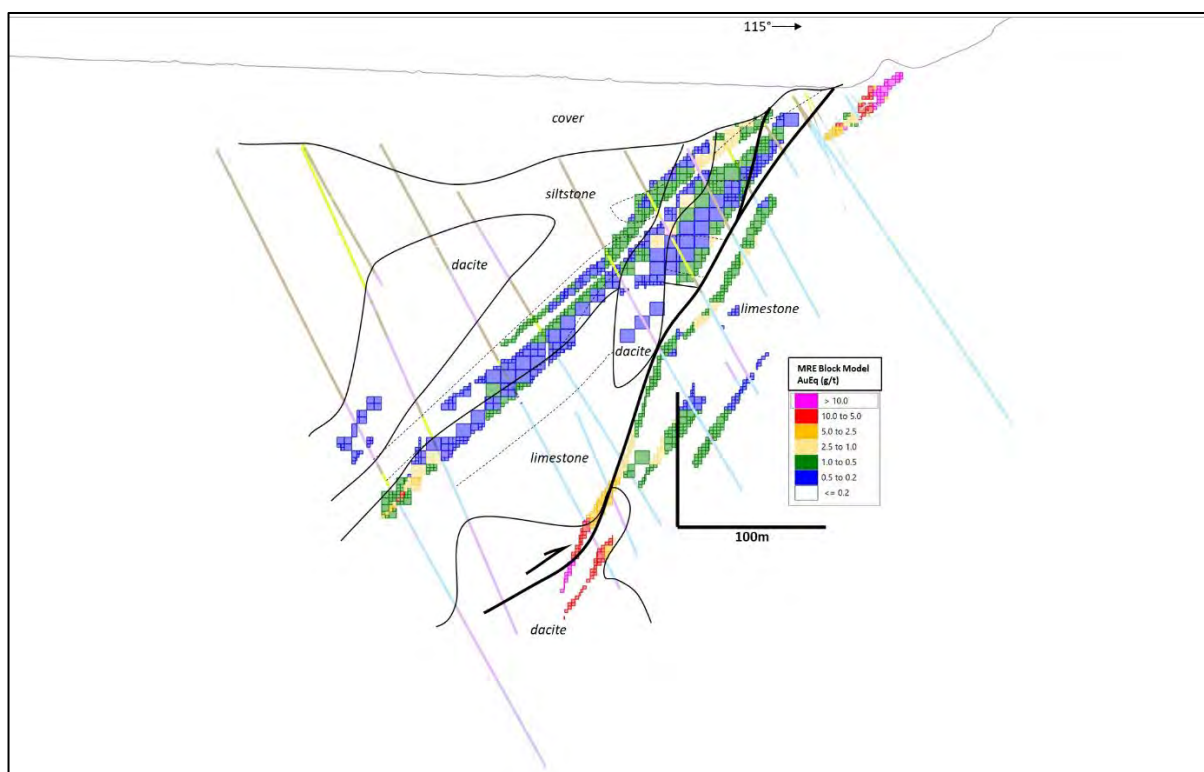 115°
cover
siltstone
dacite
limestone
dacite
MRE Block Model
AuEq (g/t)
> 10.0
10.0 to 5.0
5.0 to 2.5
2.5 to 1.0
1.0 to 0.5
0.5 to 0.2
<= 0.2
limestone
100m
dacite